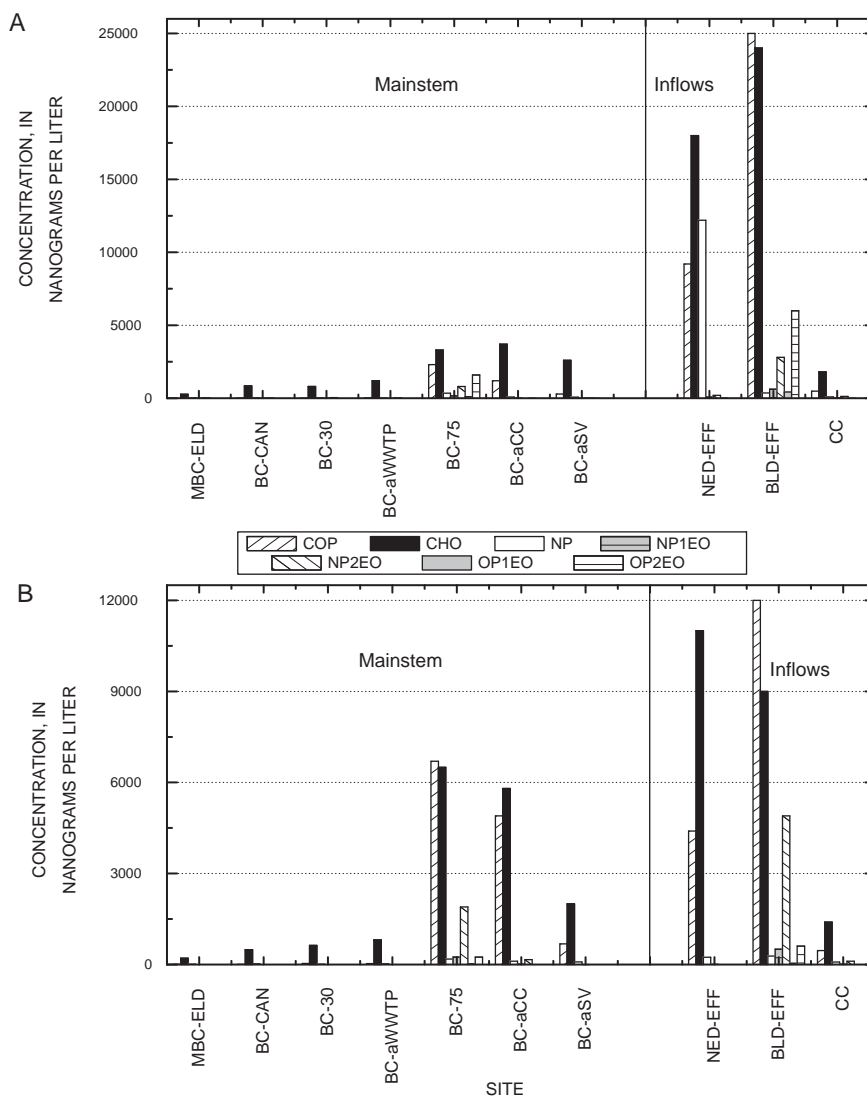 A
CONCENTRATION, IN
NANOGRAMS PER LITER
25000
20000
15000
10000
5000
0
Mainstem
Inflows
MBC-ELD
BC-CAN
BC-30
BC-aWWTP
BC-75
BC-aCC
BC-aSV
NED-EFF
BLD-EFF
CC
COP CHO NP NP1EO
NP2EO OP1EO OP2EO
B
CONCENTRATION, IN
NANOGRAMS PER LITER
12000
9000
6000
3000
0
Mainstem
Inflows
MBC-ELD
BC-CAN
BC-30
BC-aWWTP
BC-75
BC-aCC
BC-aSV
NED-EFF
BLD-EFF
CC
SITE